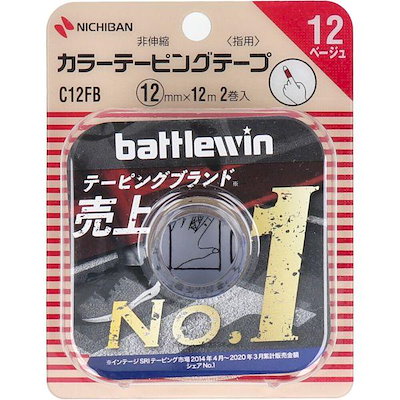 NICHIBAN
非伸縮 〈指用〉
カラーテーピングテープ
12
ベージュ
C12FB
12mm×12m 2巻入
battlewin
テーピングブランド※
売上
No.1
※インテージSRIテーピング市場2014年4月～2020年3月累計販売金額
シェアNo.1